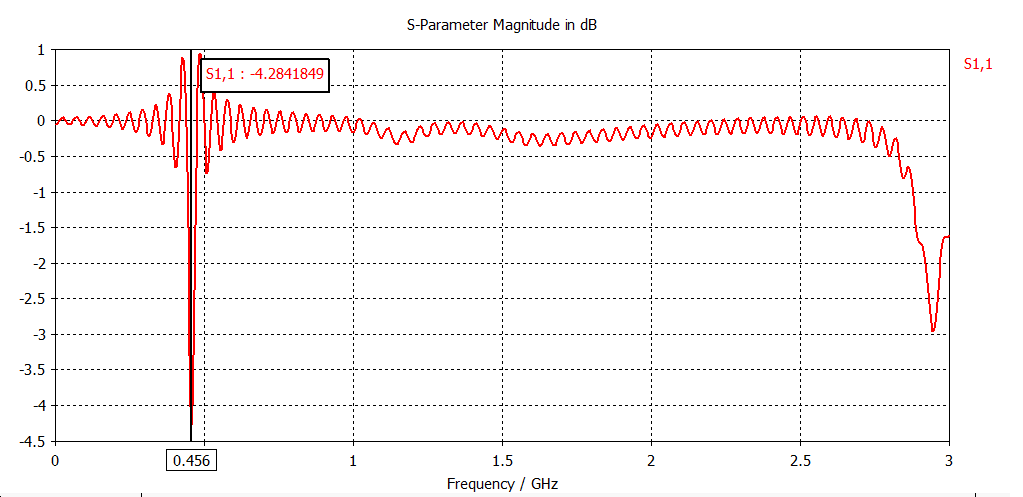 S-Parameter Magnitude in dB
S1,1
S1,1 : -4.2841849
1
0.5
0
-0.5
-1
-1.5
-2
-2.5
-3
-3.5
-4
-4.5
0 0.456 1 1.5 2 2.5 3
Frequency / GHz